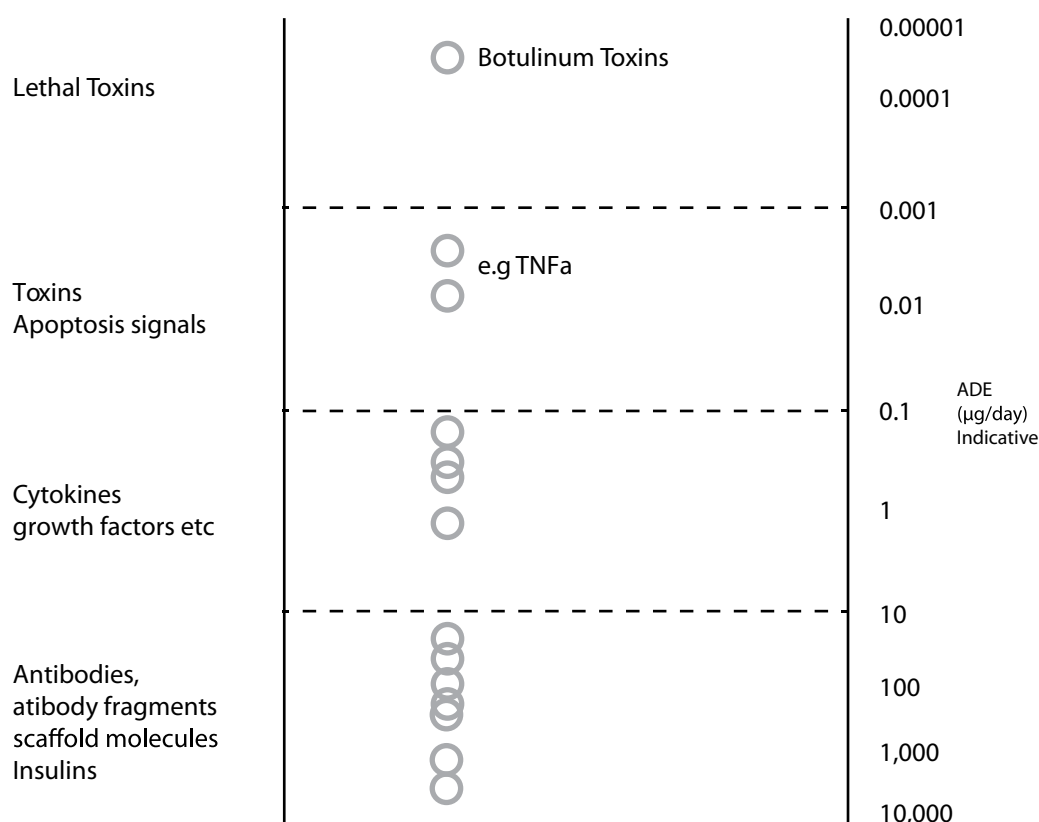 0.00001
Botulinum Toxins
Lethal Toxins
0.0001
0.001
e.g TNFa
Toxins
Apoptosis signals
0.01
ADE
(μg/day)
Indicative
0.1
Cytokines
growth factors etc
1
10
Antibodies,
atibody fragments
scaffold molecules
Insulins
100
1,000
10,000